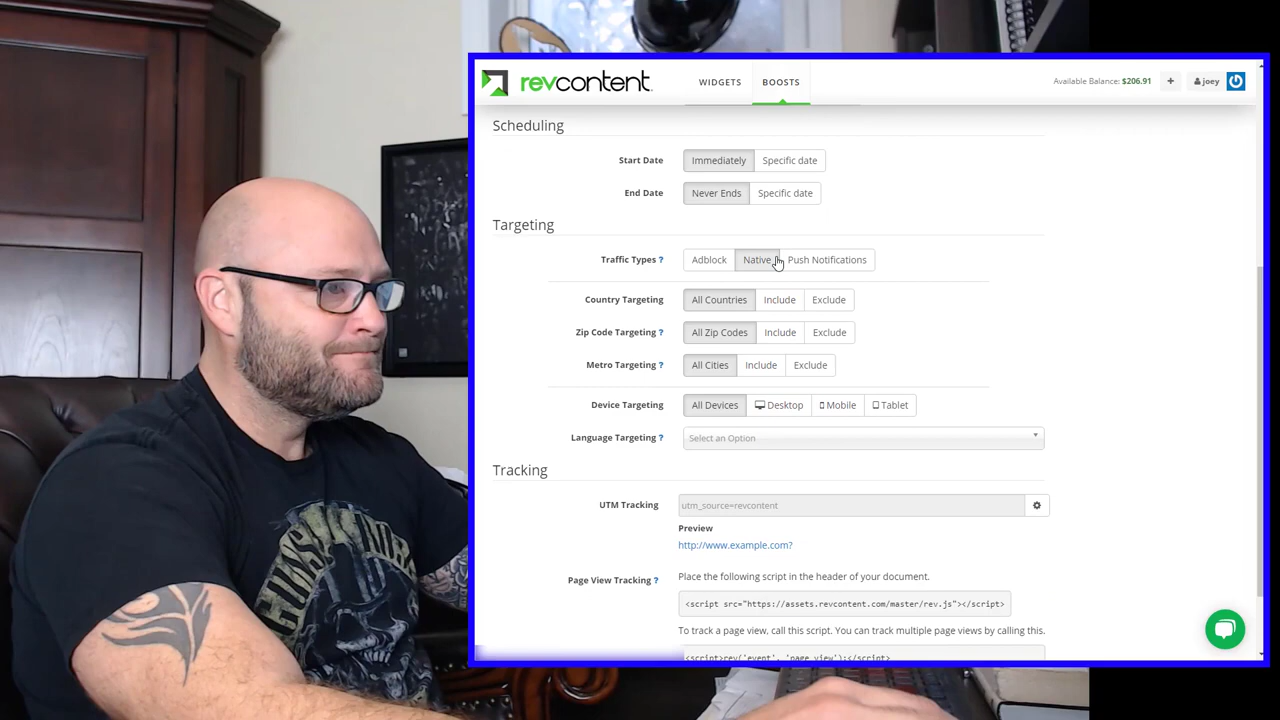 revcontent
WIDGETS
BOOSTS
Available Balance: $206.91
+
joey
Scheduling
Start Date
Immediately
Specific date
End Date
Never Ends
Specific date
Targeting
Traffic Types ?
Adblock
Native
Push Notifications
Country Targeting
All Countries
Include
Exclude
Zip Code Targeting ?
All Zip Codes
Include
Exclude
Metro Targeting ?
All Cities
Include
Exclude
Device Targeting
All Devices
Desktop
Mobile
Tablet
Language Targeting ?
Select an Option
Tracking
UTM Tracking
utm_source=revcontent
Preview
http://www.example.com?
Page View Tracking ?
Place the following script in the header of your document.
<script src="https://assets.revcontent.com/master/rev.js"></script>
To track a page view, call this script. You can track multiple page views by calling this.
<script>rev('event', 'page_view');</script>
GUNS N' ROSES